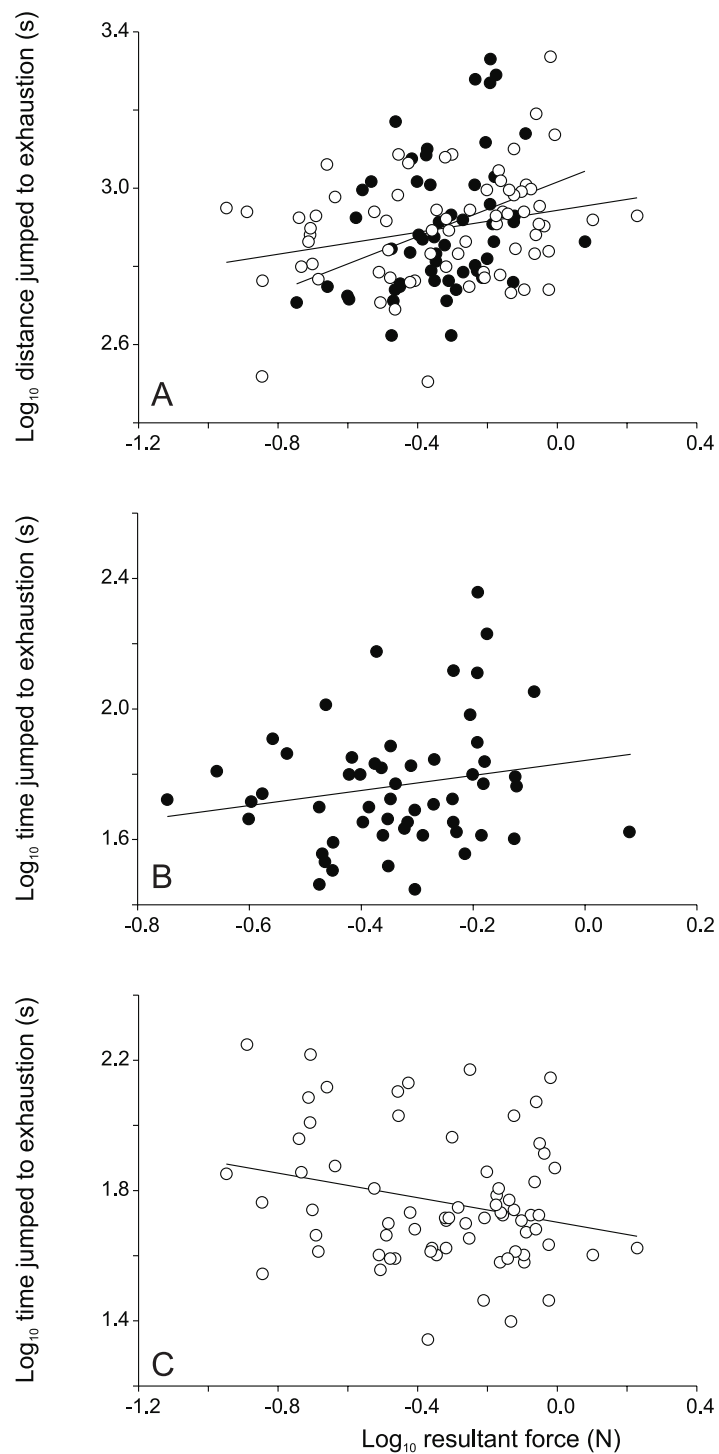 Log₁₀ distance jumped to exhaustion (s)
3.4
3.0
2.6
A
-1.2 -0.8 -0.4 0.0 0.4
Log₁₀ time jumped to exhaustion (s)
2.4
2.0
1.6
B
-0.8 -0.6 -0.4 -0.2 0.0 0.2
Log₁₀ time jumped to exhaustion (s)
2.2
1.8
1.4
C
-1.2 -0.8 -0.4 0.0 0.4
Log₁₀ resultant force (N)